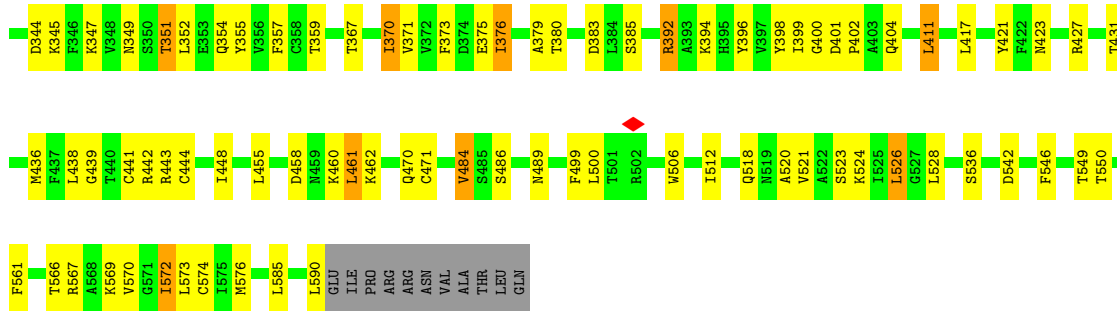 D344 K345 F346 K347 V348 N349 S350 T351 L352 E353 Q354 Y355 V356 F357 C358 T359 T367 I370 V371 V372 F373 D374 E375 I376 A379 T380 D383 L384 S385 R392 A393 K394 H395 Y396 V397 Y398 I399 G400 D401 P402 A403 Q404 L411 L417 Y421 F422 N423 R427 T431
M436 F437 L438 G439 T440 C441 R442 R443 C444 I448 L455 D458 N459 K460 L461 K462 Q470 C471 V484 S485 S486 N489 F499 L500 T501 R502 W506 I512 Q518 N519 A520 V521 A522 S523 K524 I525 L526 G527 L528 S536 D542 F546 T549 T550
F561 T566 R567 A568 K569 V570 G571 I572 L573 C574 I575 M576 L585 L590 GLU ILE PRO ARG ARG ASN VAL ALA THR LEU GLN